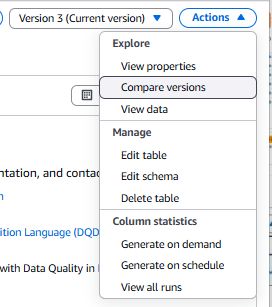 Version 3 (Current version)
Actions
Explore
View properties
Compare versions
View data
Manage
Edit table
ntation, and contac
Edit schema
Delete table
Column statistics
ition Language (DQD
Generate on demand
with Data Quality in
Generate on schedule
View all runs